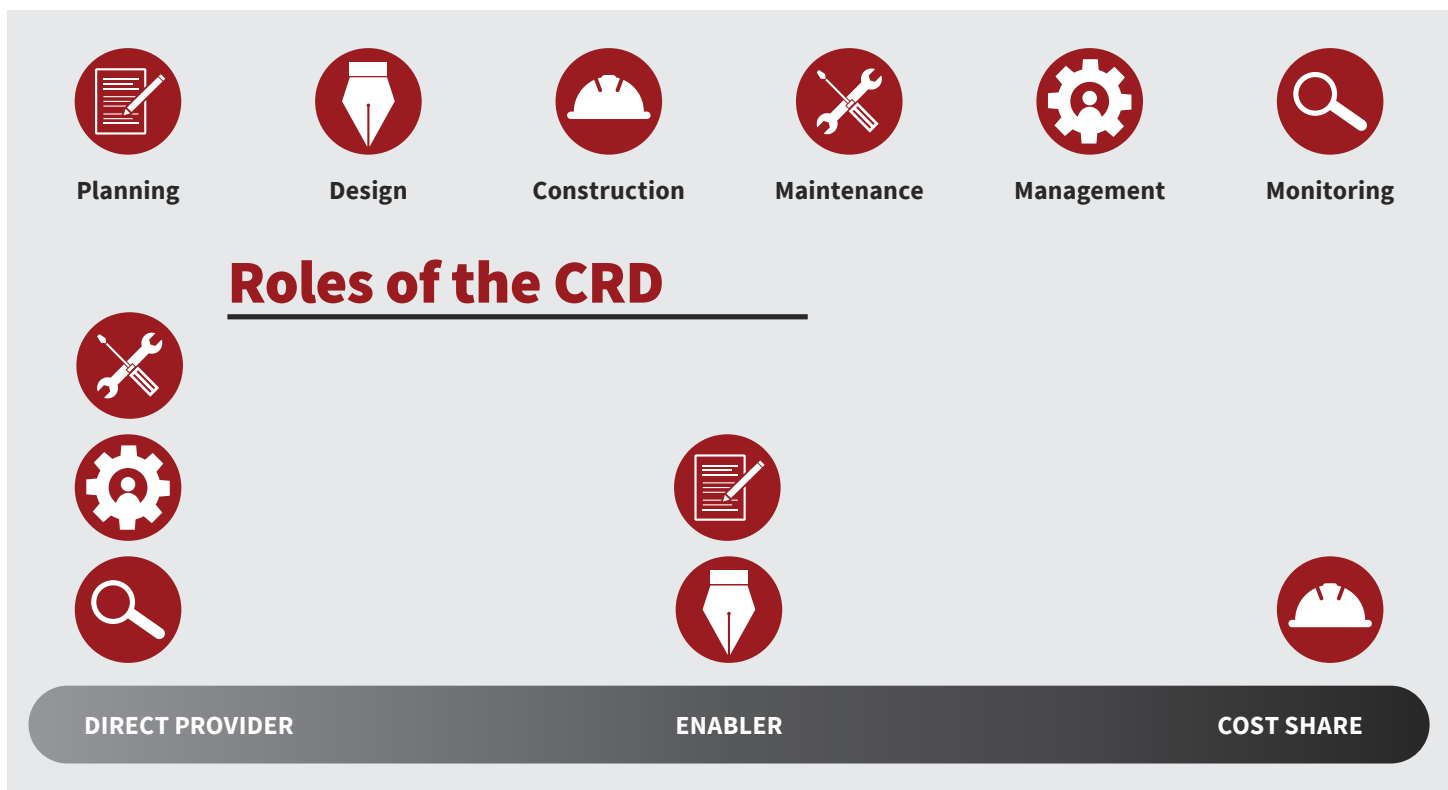 Planning Design Construction Maintenance Management Monitoring
Roles of the CRD
DIRECT PROVIDER ENABLER COST SHARE